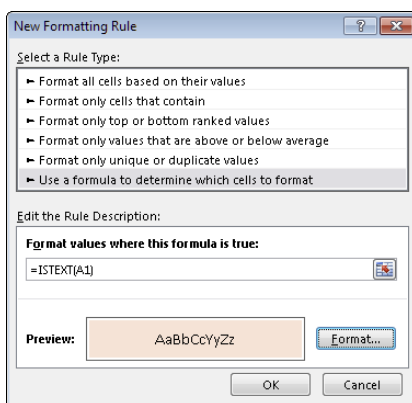 New Formatting Rule
Select a Rule Type:
► Format all cells based on their values
► Format only cells that contain
► Format only top or bottom ranked values
► Format only values that are above or below average
► Format only unique or duplicate values
► Use a formula to determine which cells to format
Edit the Rule Description:
Format values where this formula is true:
=ISTEXT(A1)
Preview:
AaBbCcYyZz
Format...
OK
Cancel